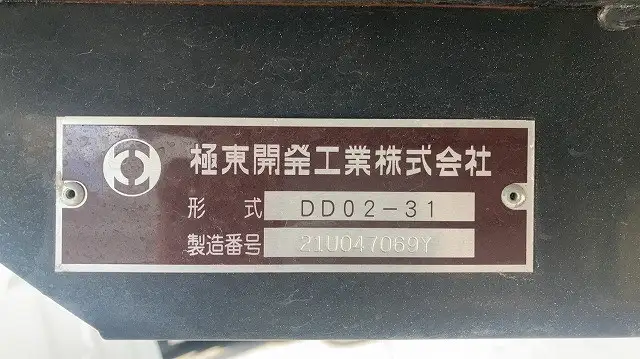 極東開発工業株式会社
形 式 DD02-31
製造番号 21U047069Y